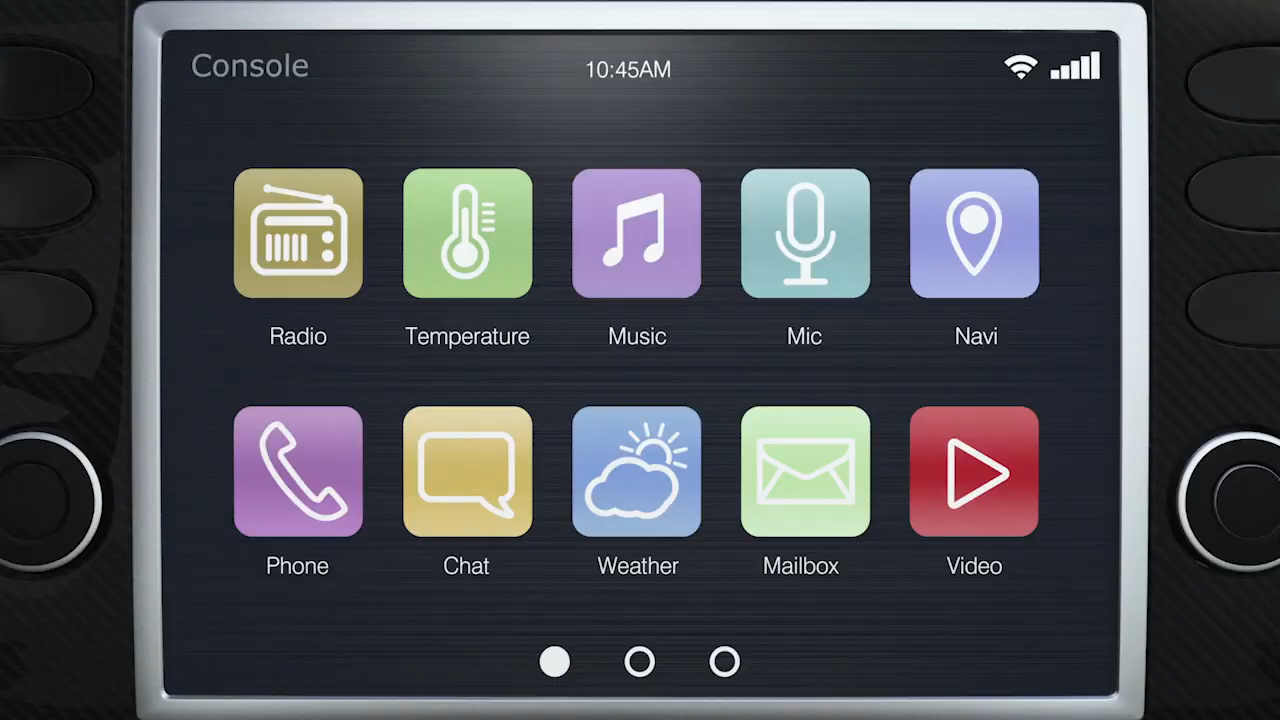 Console
10:45AM
Radio
Temperature
Music
Mic
Navi
Phone
Chat
Weather
Mailbox
Video